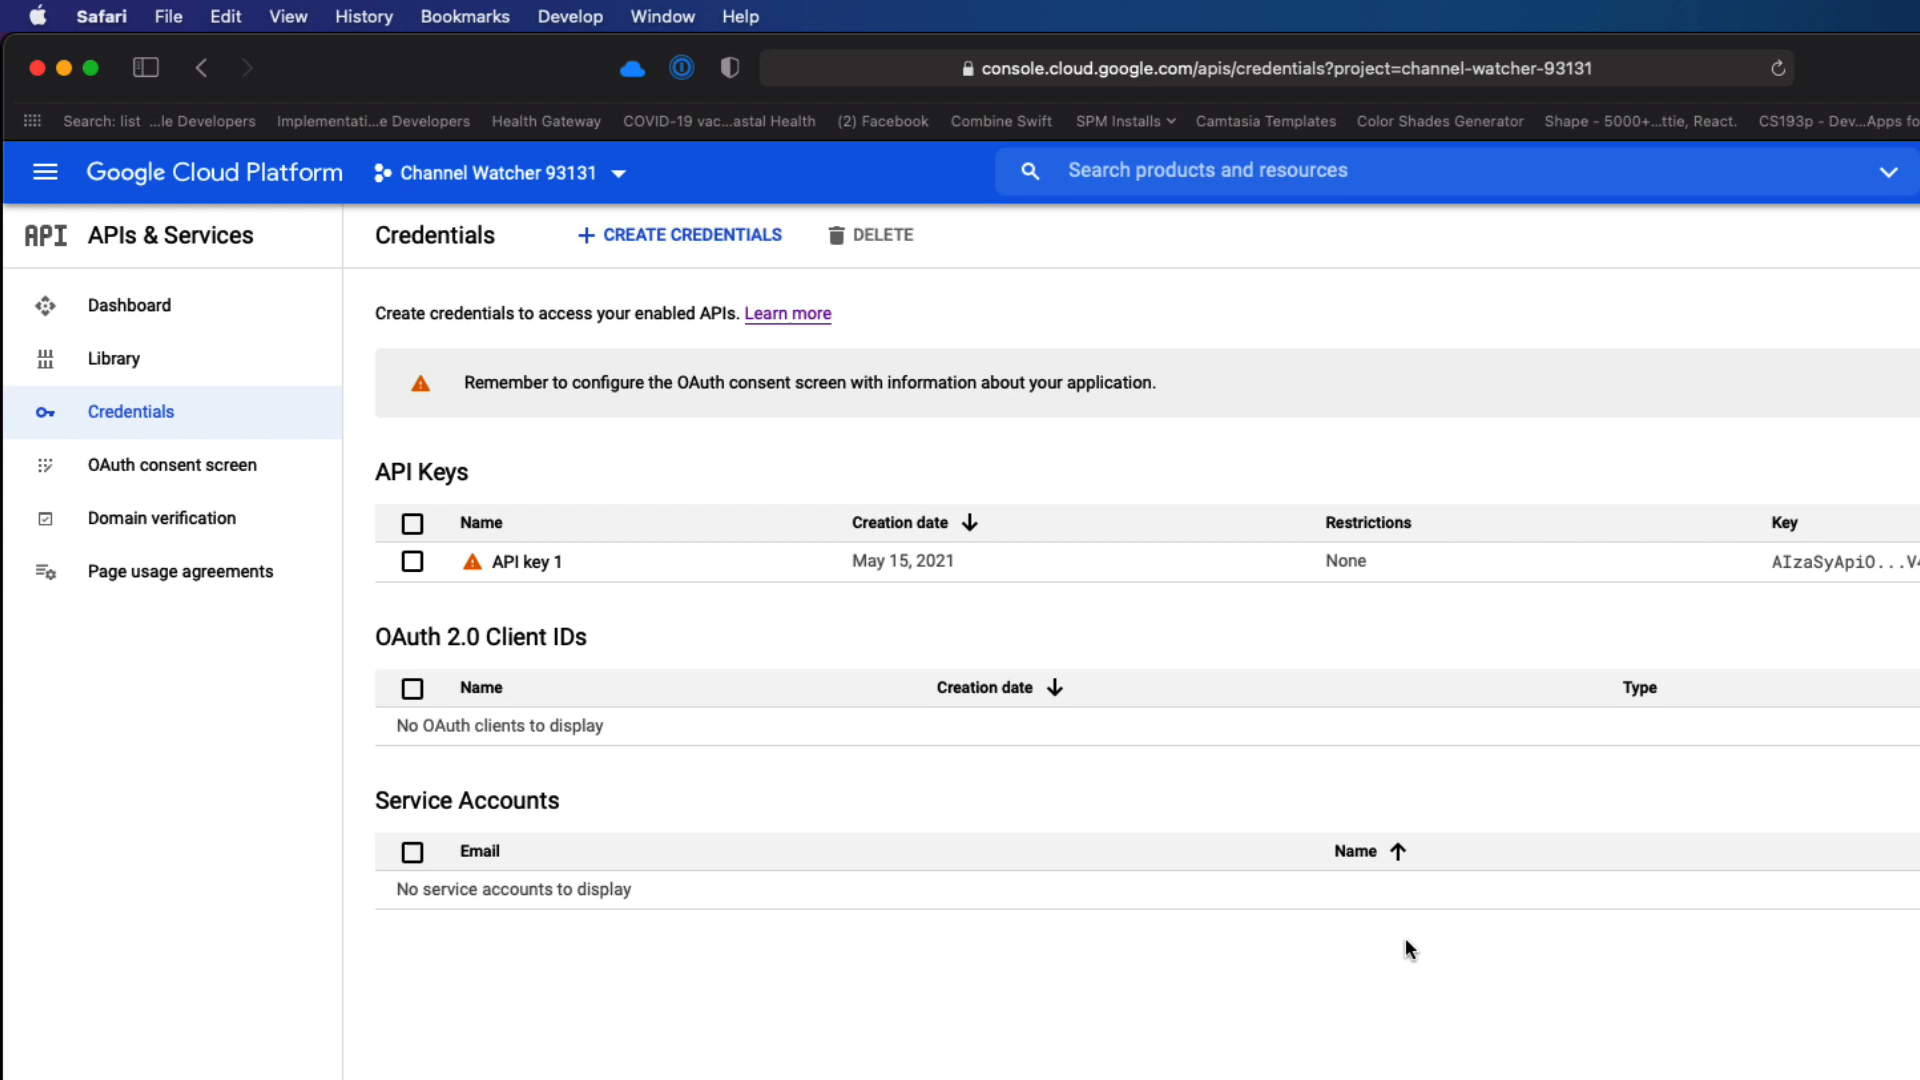 Safari File Edit View History Bookmarks Develop Window Help
console.cloud.google.com/apis/credentials?project=channel-watcher-93131
Search: list ...le Developers Implementati...e Developers Health Gateway COVID-19 vac...astal Health (2) Facebook Combine Swift SPM Installs Camtasia Templates Color Shades Generator Shape - 5000+...ttie, React. CS193p - Dev...Apps fo
Google Cloud Platform Channel Watcher 93131 Search products and resources
API APIs & Services Credentials + CREATE CREDENTIALS DELETE
Dashboard
Library
Credentials
OAuth consent screen
Domain verification
Page usage agreements
Create credentials to access your enabled APIs. Learn more
Remember to configure the OAuth consent screen with information about your application.
API Keys
Name Creation date Restrictions Key
API key 1 May 15, 2021 None AIzaSyApiO...V4
OAuth 2.0 Client IDs
Name Creation date Type
No OAuth clients to display
Service Accounts
Email Name
No service accounts to display